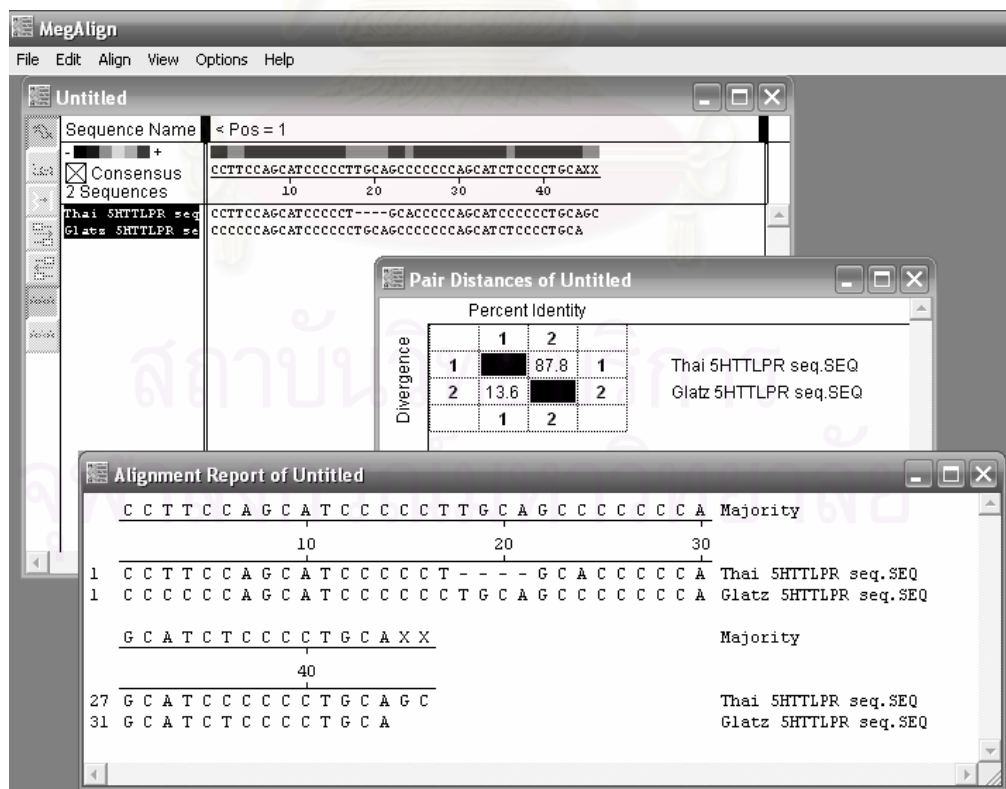 MegAlign
File Edit Align View Options Help
Untitled
Sequence Name < Pos = 1
- +
Consensus CCTTCCAGCATCCCCCTTGCAGCCCCCCCAGCATCTCCCCTGCAXX
2 Sequences 10 20 30 40
Thai 5HTTLPR seq CCTTCCAGCATCCCCCT----GCACCCCCAGCATCCCCCCTGCAGC
Glatz 5HTTLPR se CCCCCCAGCATCCCCCCTGCAGCCCCCCCAGCATCTCCCCTGCA
Pair Distances of Untitled
Percent Identity
Divergence
1 2
1 87.8 1 Thai 5HTTLPR seq.SEQ
2 13.6 2 Glatz 5HTTLPR seq.SEQ
1 2
Alignment Report of Untitled
C C T T C C A G C A T C C C C C T T G C A G C C C C C C C A Majority
10 20 30
1 C C T T C C A G C A T C C C C C T - - - - G C A C C C C C A Thai 5HTTLPR seq.SEQ
1 C C C C C C A G C A T C C C C C C T G C A G C C C C C C C A Glatz 5HTTLPR seq.SEQ
G C A T C T C C C C T G C A X X Majority
40
27 G C A T C C C C C C T G C A G C Thai 5HTTLPR seq.SEQ
31 G C A T C T C C C C T G C A Glatz 5HTTLPR seq.SEQ